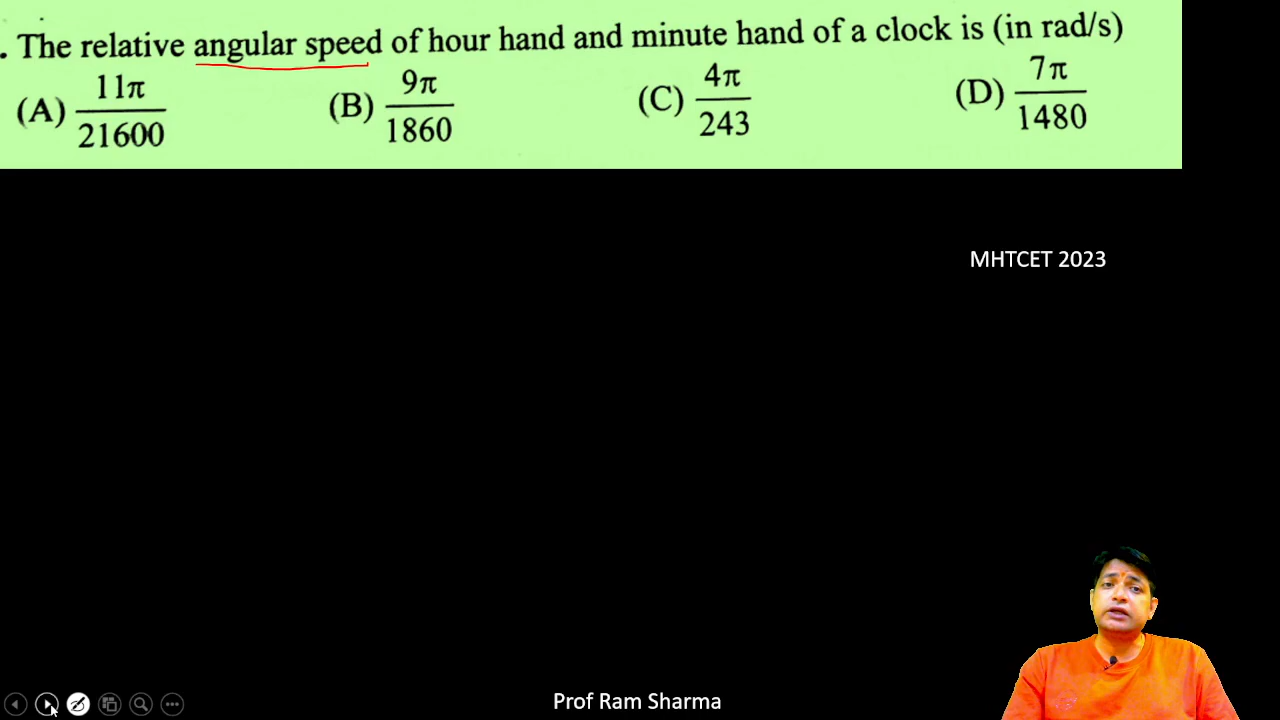 . The relative angular speed of hour hand and minute hand of a clock is (in rad/s)
(A) 11π/21600 (B) 9π/1860 (C) 4π/243 (D) 7π/1480
MHTCET 2023
Prof Ram Sharma